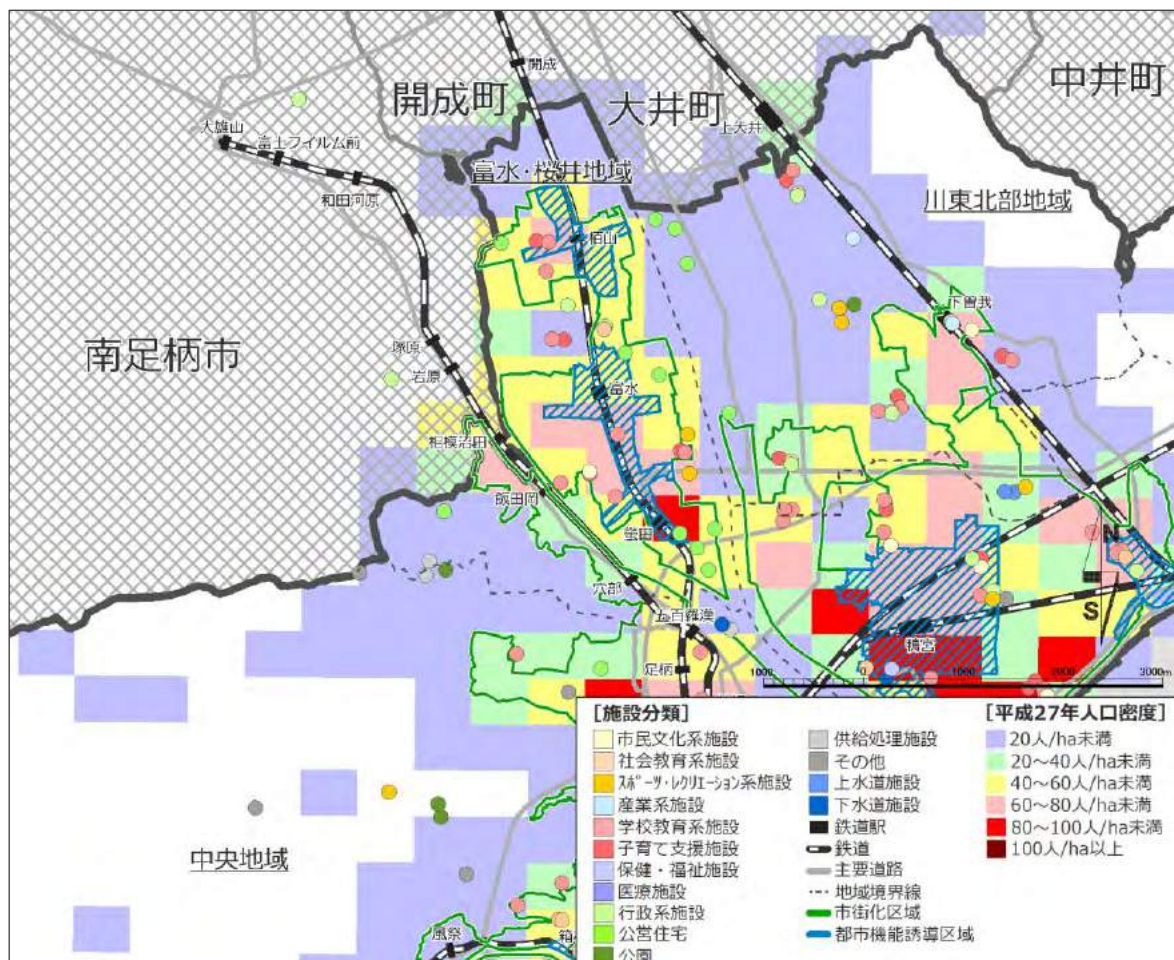 開成町
大井町
中井町
南足柄市
開成
上大井
大雄山
富士フイルム前
和田河原
富水・桜井地域
川東北部地域
栢山
下曽我
塚原
岩原
富水
相模沼田
飯田岡
蛍田
穴部
五百羅漢
足柄
鴨宮
N
S
1000 0 1000 2000 3000m
中央地域
風祭
箱
[施設分類]
市民文化系施設
社会教育系施設
スポーツ・レクリエーション系施設
産業系施設
学校教育系施設
子育て支援施設
保健・福祉施設
医療施設
行政系施設
公営住宅
公園
供給処理施設
その他
上水道施設
下水道施設
鉄道駅
鉄道
主要道路
地域境界線
市街化区域
都市機能誘導区域
[平成27年人口密度]
20人/ha未満
20～40人/ha未満
40～60人/ha未満
60～80人/ha未満
80～100人/ha未満
100人/ha以上